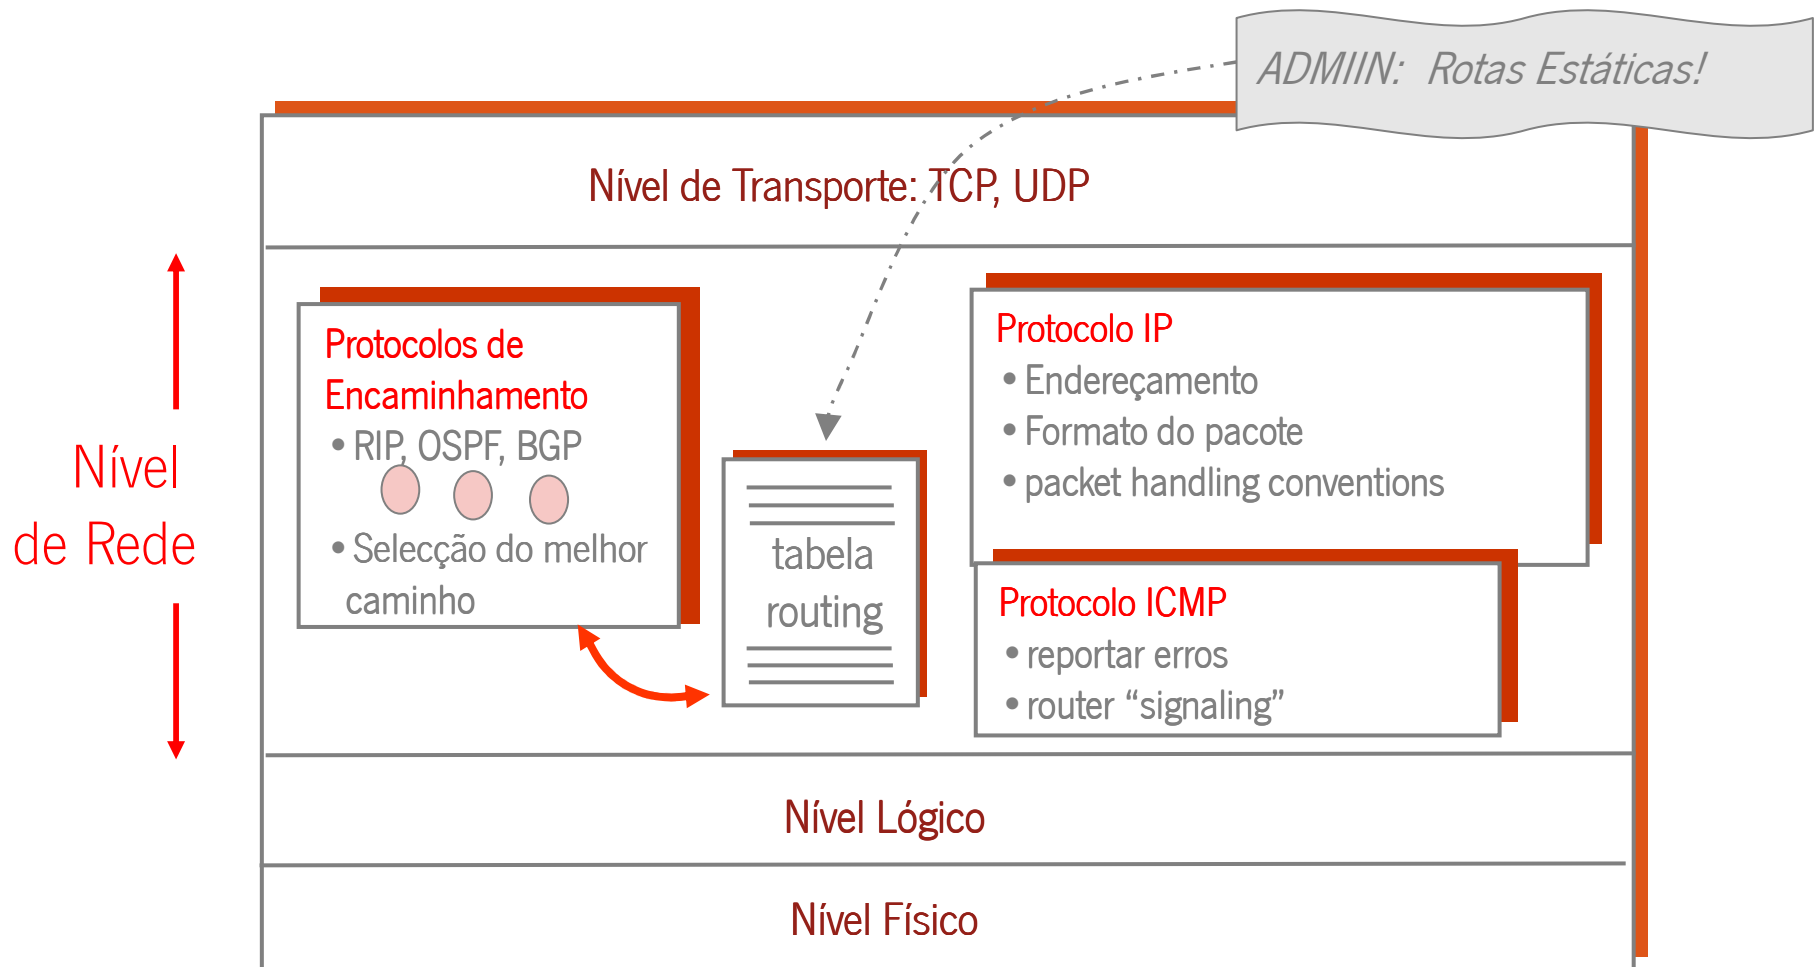 ADMIIN: Rotas Estáticas!
Nível de Transporte: TCP, UDP
Nível
de Rede
Protocolos de
Encaminhamento
• RIP, OSPF, BGP
• Selecção do melhor
caminho
tabela
routing
Protocolo IP
• Endereçamento
• Formato do pacote
• packet handling conventions
Protocolo ICMP
• reportar erros
• router “signaling”
Nível Lógico
Nível Físico